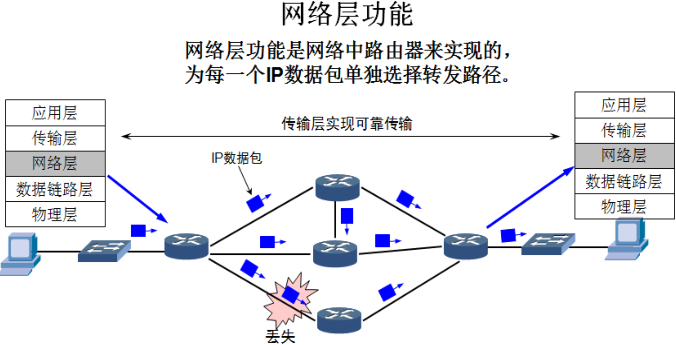 网络层功能
网络层功能是网络中路由器来实现的，
为每一个IP数据包单独选择转发路径。
应用层
传输层
网络层
数据链路层
物理层
传输层实现可靠传输
IP数据包
丢失
应用层
传输层
网络层
数据链路层
物理层